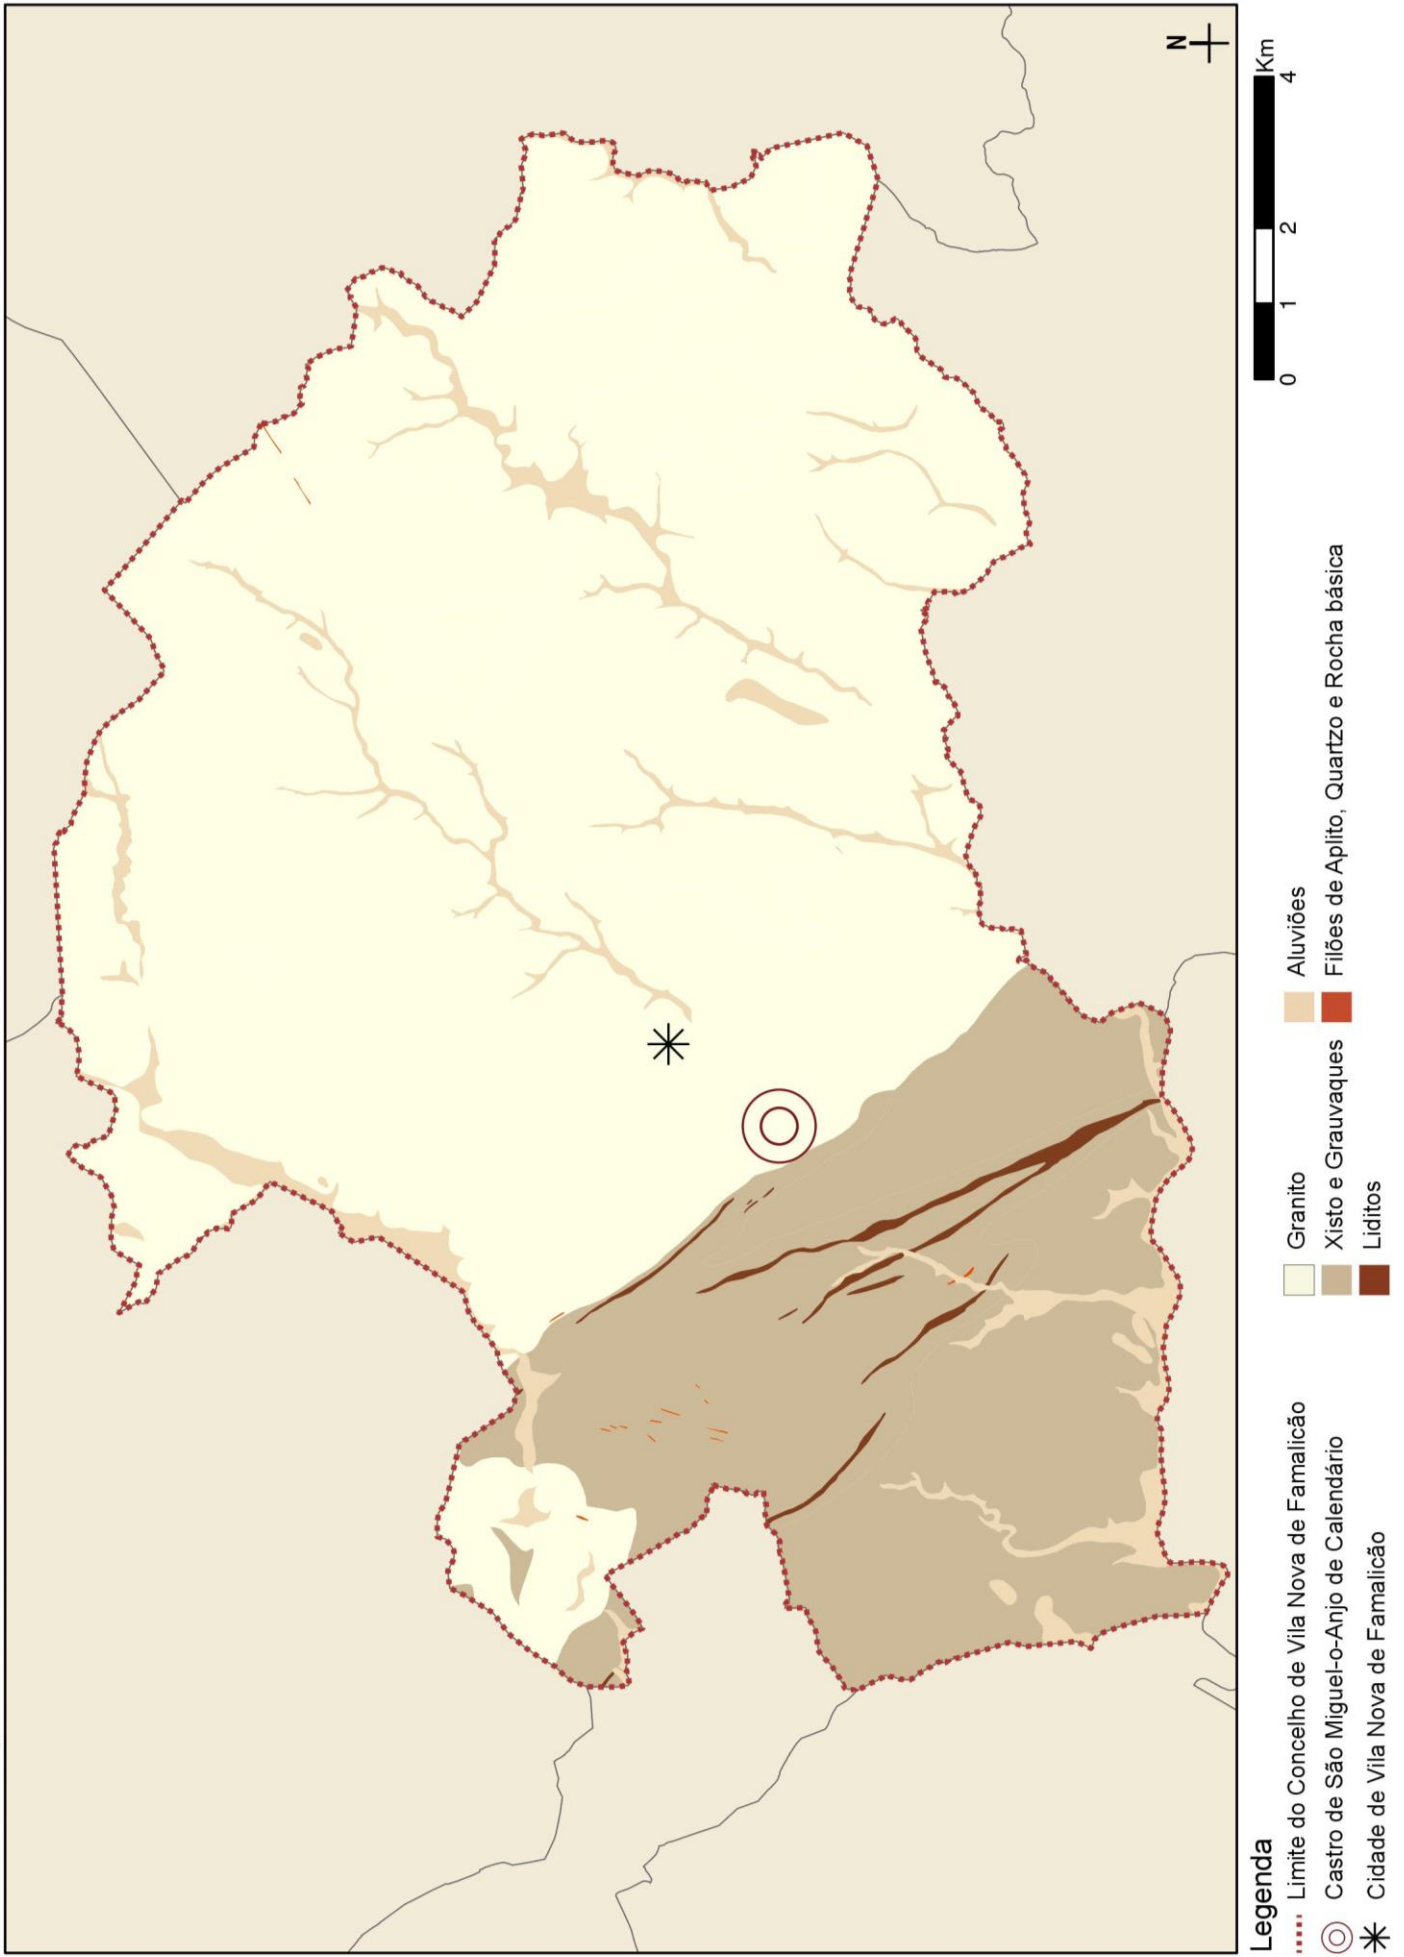 N
0 1 2 4 Km
Legenda
Limite do Concelho de Vila Nova de Famalicão
Castro de São Miguel-o-Anjo de Calendário
Cidade de Vila Nova de Famalicão
Granito
Xisto e Grauvaques
Liditos
Aluviões
Filões de Aplito, Quartzo e Rocha básica